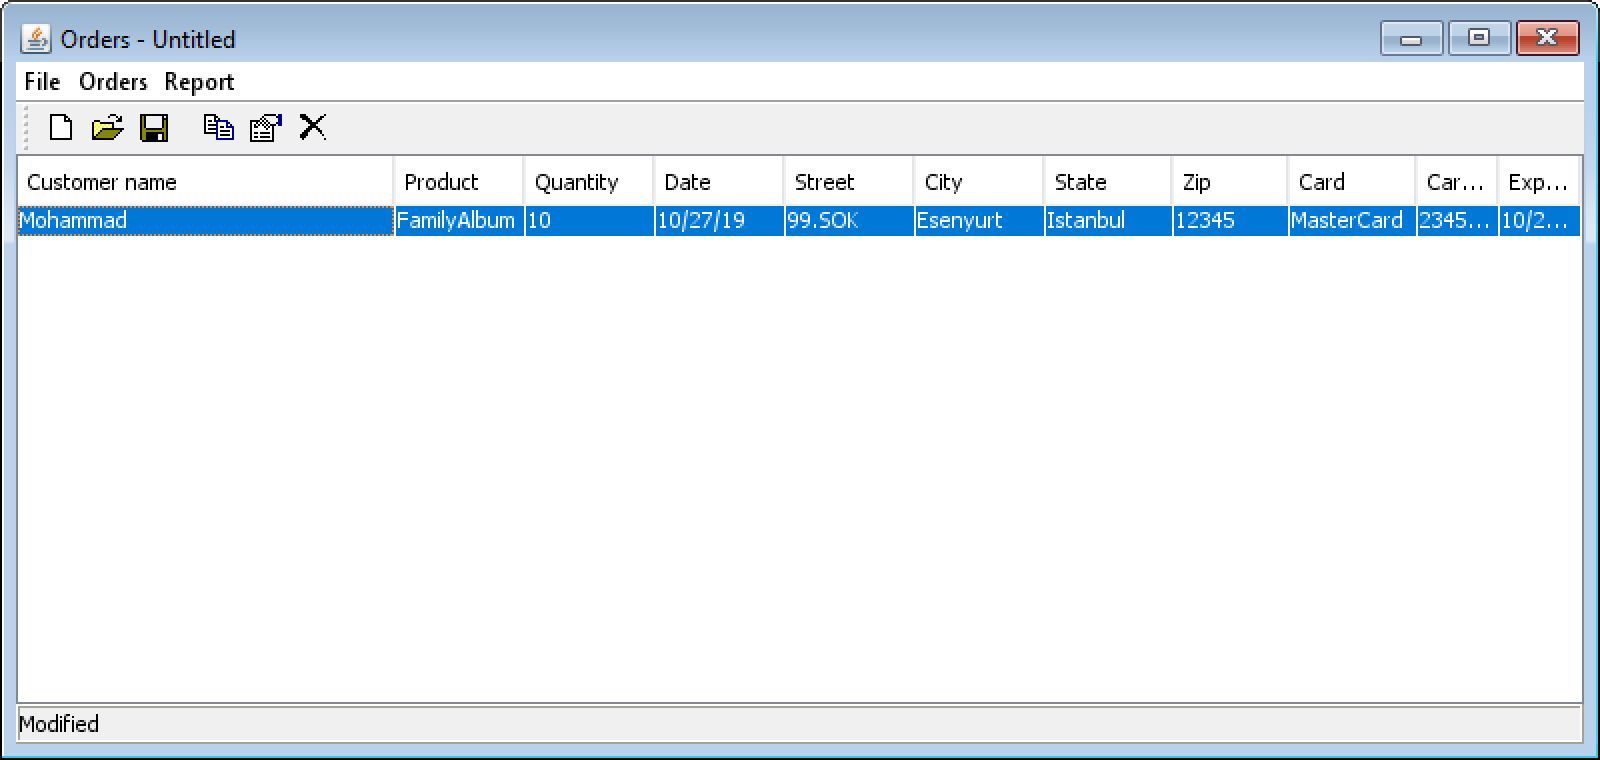 Orders - Untitled
File Orders Report
Customer name Product Quantity Date Street City State Zip Card Car... Exp...
Mohammad FamilyAlbum 10 10/27/19 99.SOK Esenyurt Istanbul 12345 MasterCard 2345... 10/2...
Modified